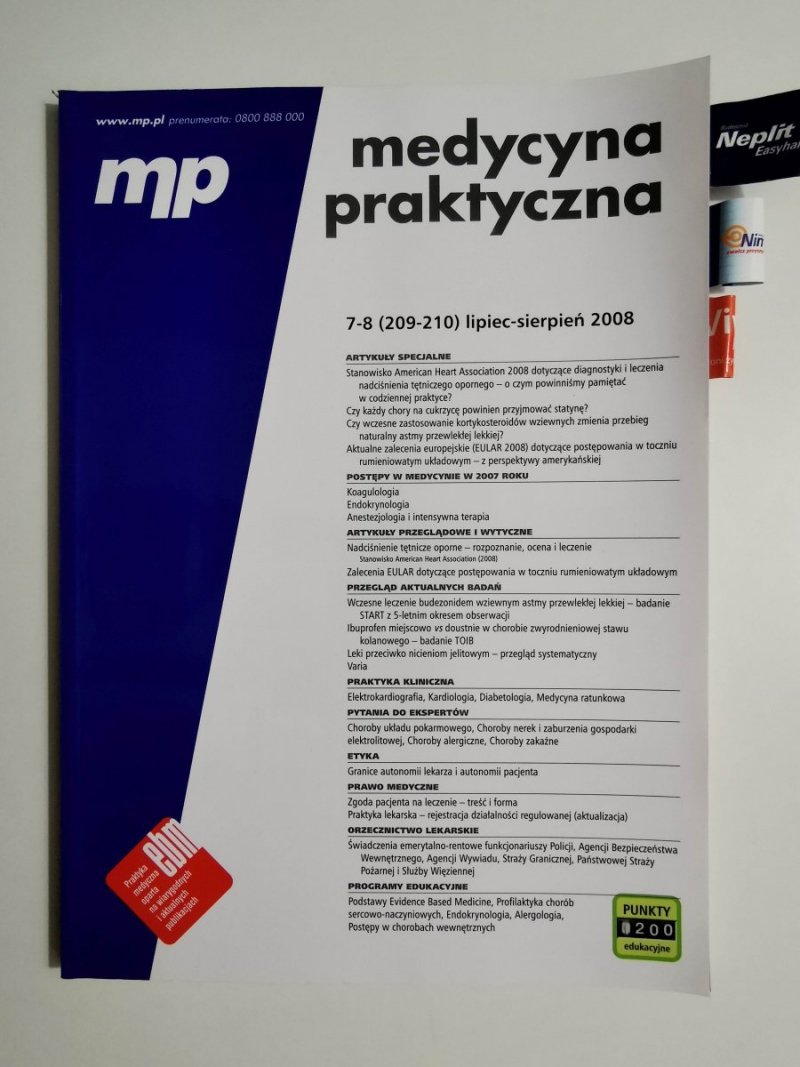 www.mp.pl prenumerata: 0800 888 000
mp
medycyna
praktyczna
7-8 (209-210) lipiec-sierpień 2008
ARTYKUŁY SPECJALNE
Stanowisko American Heart Association 2008 dotyczące diagnostyki i leczenia
nadciśnienia tętniczego opornego – o czym powinniśmy pamiętać
w codziennej praktyce?
Czy każdy chory na cukrzycę powinien przyjmować statynę?
Czy wczesne zastosowanie kortykosteroidów wziewnych zmienia przebieg
naturalny astmy przewlekłej lekkiej?
Aktualne zalecenia europejskie (EULAR 2008) dotyczące postępowania w toczniu
rumieniowatym układowym – z perspektywy amerykańskiej
POSTĘPY W MEDYCYNIE W 2007 ROKU
Koagulologia
Endokrynologia
Anestezjologia i intensywna terapia
ARTYKUŁY PRZEGLĄDOWE I WYTYCZNE
Nadciśnienie tętnicze oporne – rozpoznanie, ocena i leczenie
Stanowisko American Heart Association (2008)
Zalecenia EULAR dotyczące postępowania w toczniu rumieniowatym układowym
PRZEGLĄD AKTUALNYCH BADAŃ
Wczesne leczenie budezonidem wziewnym astmy przewlekłej lekkiej – badanie
START z 5-letnim okresem obserwacji
Ibuprofen miejscowo vs doustnie w chorobie zwyrodnieniowej stawu
kolanowego – badanie TOIB
Leki przeciwko nicieniom jelitowym – przegląd systematyczny
Varia
PRAKTYKA KLINICZNA
Elektrokardiografia, Kardiologia, Diabetologia, Medycyna ratunkowa
PYTANIA DO EKSPERTÓW
Choroby układu pokarmowego, Choroby nerek i zaburzenia gospodarki
elektrolitowej, Choroby alergiczne, Choroby zakaźne
ETYKA
Granice autonomii lekarza i autonomii pacjenta
PRAWO MEDYCZNE
Zgoda pacjenta na leczenie – treść i forma
Praktyka lekarska – rejestracja działalności regulowanej (aktualizacja)
ORZECZNICTWO LEKARSKIE
Świadczenia emerytalno-rentowe funkcjonariuszy Policji, Agencji Bezpieczeństwa
Wewnętrznego, Agencji Wywiadu, Straży Granicznej, Państwowej Straży
Pożarnej i Służby Więziennej
PROGRAMY EDUKACYJNE
Podstawy Evidence Based Medicine, Profilaktyka chorób
sercowo-naczyniowych, Endokrynologia, Alergologia,
Postępy w chorobach wewnętrznych
PUNKTY
200
edukacyjne
ebm
Praktyka
medyczna
oparta
na wiarygodnych
i aktualnych
publikacjach
Neplit
Easyhal
Nim
Viv